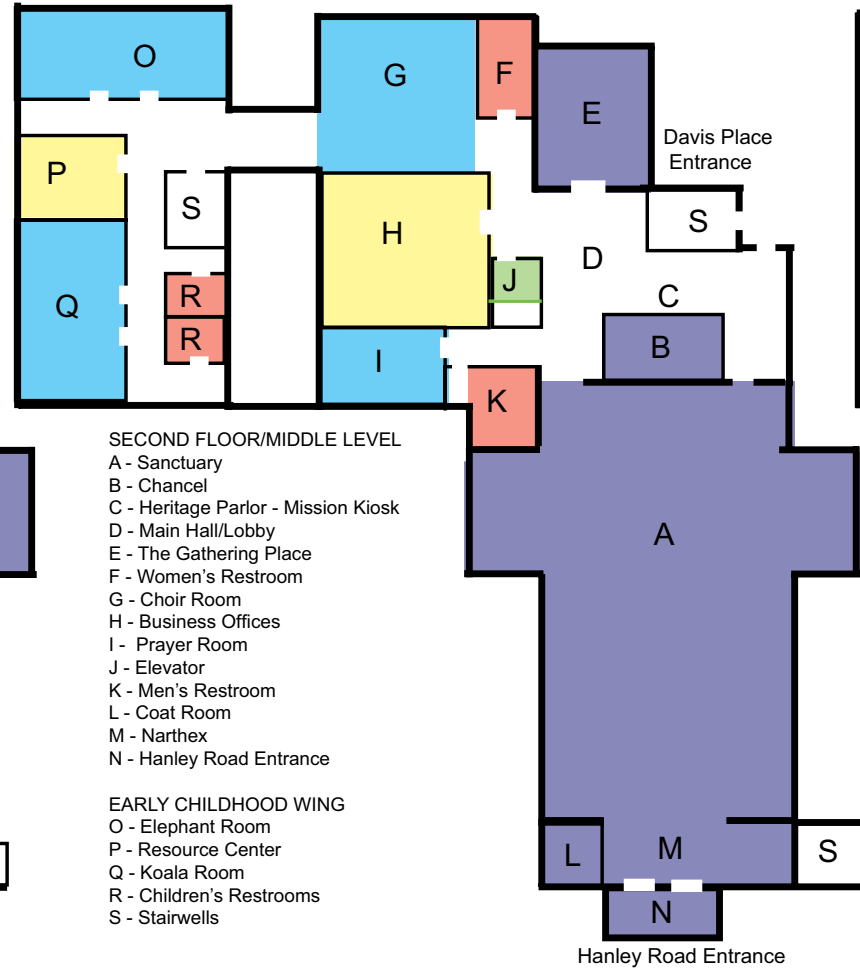 O
G
F
E
Davis Place
Entrance
P
S
S
H
D
J
C
R
Q
R
B
I
K
SECOND FLOOR/MIDDLE LEVEL
A - Sanctuary
B - Chancel
C - Heritage Parlor - Mission Kiosk
D - Main Hall/Lobby
E - The Gathering Place
F - Women's Restroom
G - Choir Room
H - Business Offices
I - Prayer Room
J - Elevator
K - Men's Restroom
L - Coat Room
M - Narthex
N - Hanley Road Entrance
EARLY CHILDHOOD WING
O - Elephant Room
P - Resource Center
Q - Koala Room
R - Children's Restrooms
S - Stairwells
A
L
M
S
N
Hanley Road Entrance